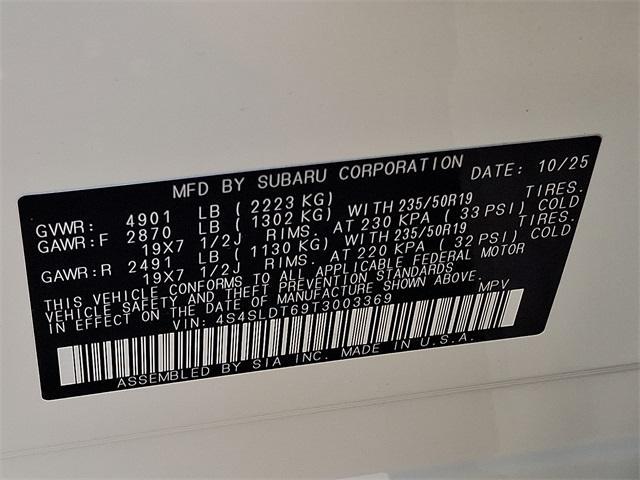 MFD BY SUBARU CORPORATION DATE: 10/25
GVWR: 4901 LB ( 2223 KG)
GAWR:F 2870 LB ( 1302 KG) WITH 235/50R19 TIRES.
19X7 1/2J RIMS. AT 230 KPA ( 33 PSI) COLD
GAWR:R 2491 LB ( 1130 KG) WITH 235/50R19 TIRES.
19X7 1/2J RIMS. AT 220 KPA ( 32 PSI) COLD
THIS VEHICLE CONFORMS TO ALL APPLICABLE FEDERAL MOTOR
VEHICLE SAFETY AND THEFT PREVENTION STANDARDS
IN EFFECT ON THE DATE OF MANUFACTURE SHOWN ABOVE.
VIN: 4S4SLDT69T3003369 MPV
ASSEMBLED BY SIA INC. MADE IN U.S.A.